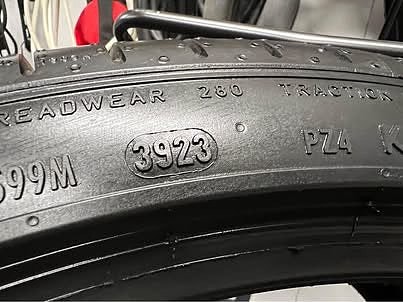 READWEAR 280 TRACTION
599M 3923 PZ4 K